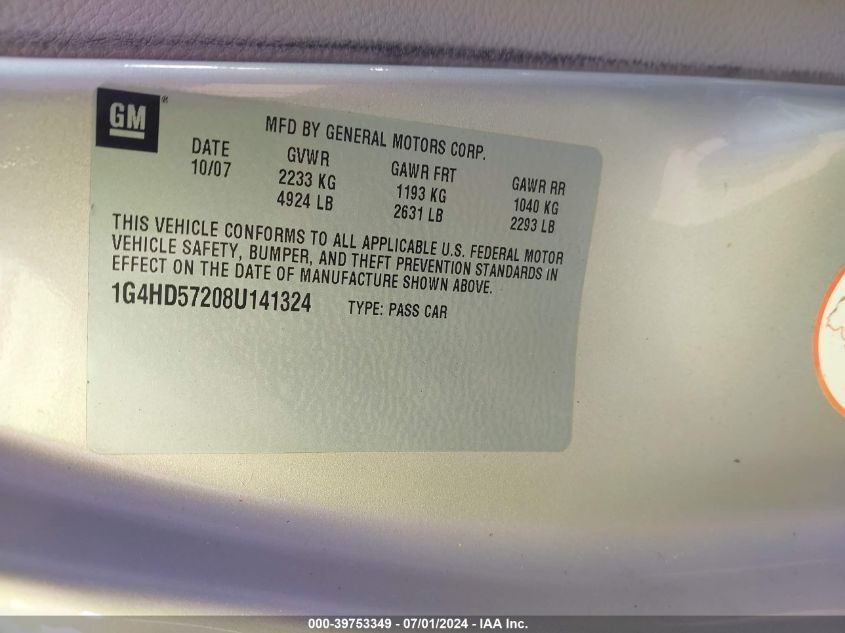 GM ®
MFD BY GENERAL MOTORS CORP.
DATE GVWR GAWR FRT GAWR RR
10/07 2233 KG 1193 KG 1040 KG
4924 LB 2631 LB 2293 LB
THIS VEHICLE CONFORMS TO ALL APPLICABLE U.S. FEDERAL MOTOR
VEHICLE SAFETY, BUMPER, AND THEFT PREVENTION STANDARDS IN
EFFECT ON THE DATE OF MANUFACTURE SHOWN ABOVE.
1G4HD57208U141324 TYPE: PASS CAR
000-39753349 - 07/01/2024 - IAA Inc.